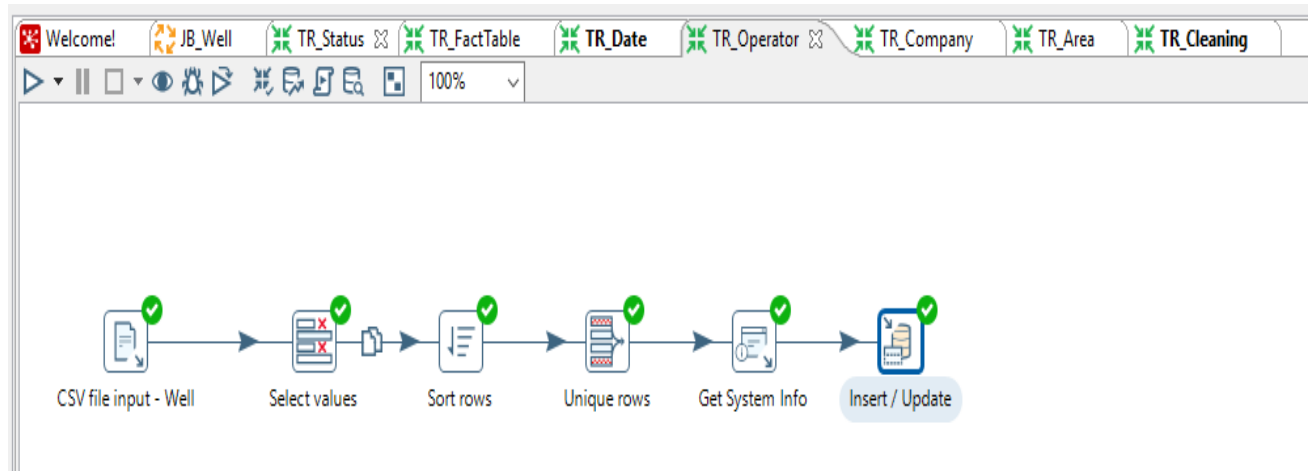 Welcome! JB_Well TR_Status TR_FactTable TR_Date TR_Operator TR_Company TR_Area TR_Cleaning
100%
CSV file input - Well Select values Sort rows Unique rows Get System Info Insert / Update